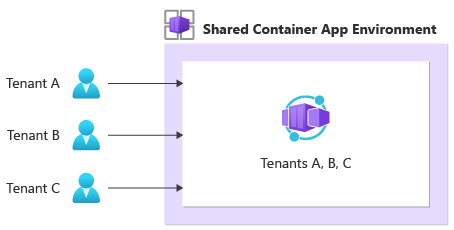 Shared Container App Environment
Tenant A
Tenant B
Tenant C
Tenants A, B, C